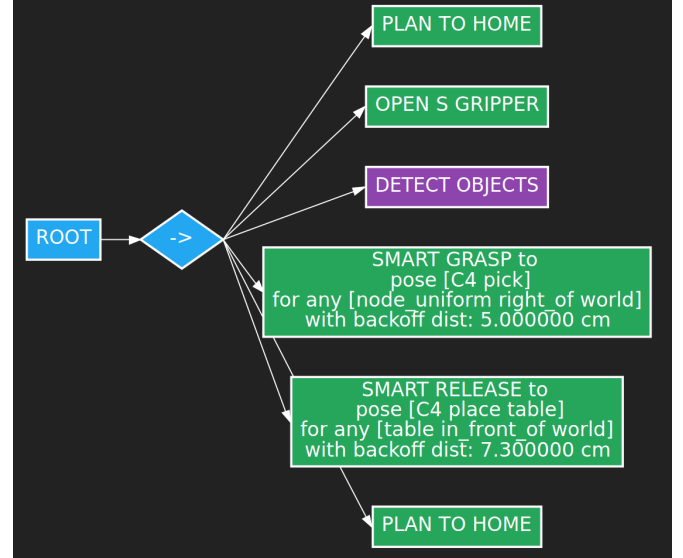 PLAN TO HOME
OPEN S GRIPPER
DETECT OBJECTS
ROOT
->
SMART GRASP to
pose [C4 pick]
for any [node_uniform right_of world]
with backoff dist: 5.000000 cm
SMART RELEASE to
pose [C4 place table]
for any [table in_front_of world]
with backoff dist: 7.300000 cm
PLAN TO HOME